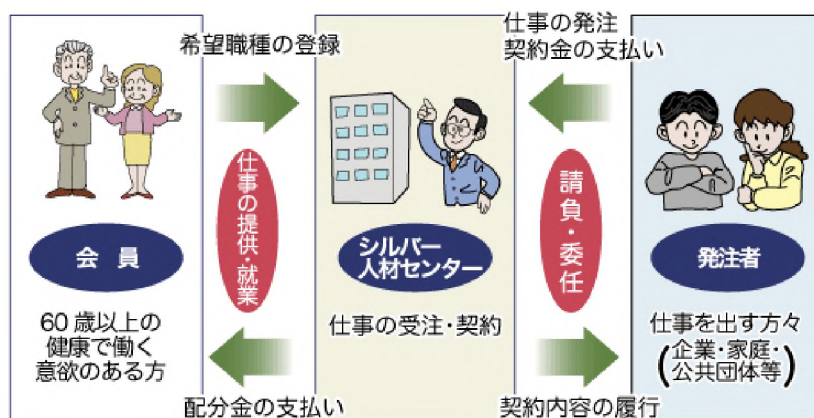 希望職種の登録
仕事の発注
契約金の支払い
仕事の提供・就業
請負・委任
会員
シルバー
人材センター
発注者
60歳以上の
健康で働く
意欲のある方
仕事の受注・契約
仕事を出す方々
(企業・家庭・
公共団体等)
配分金の支払い
契約内容の履行